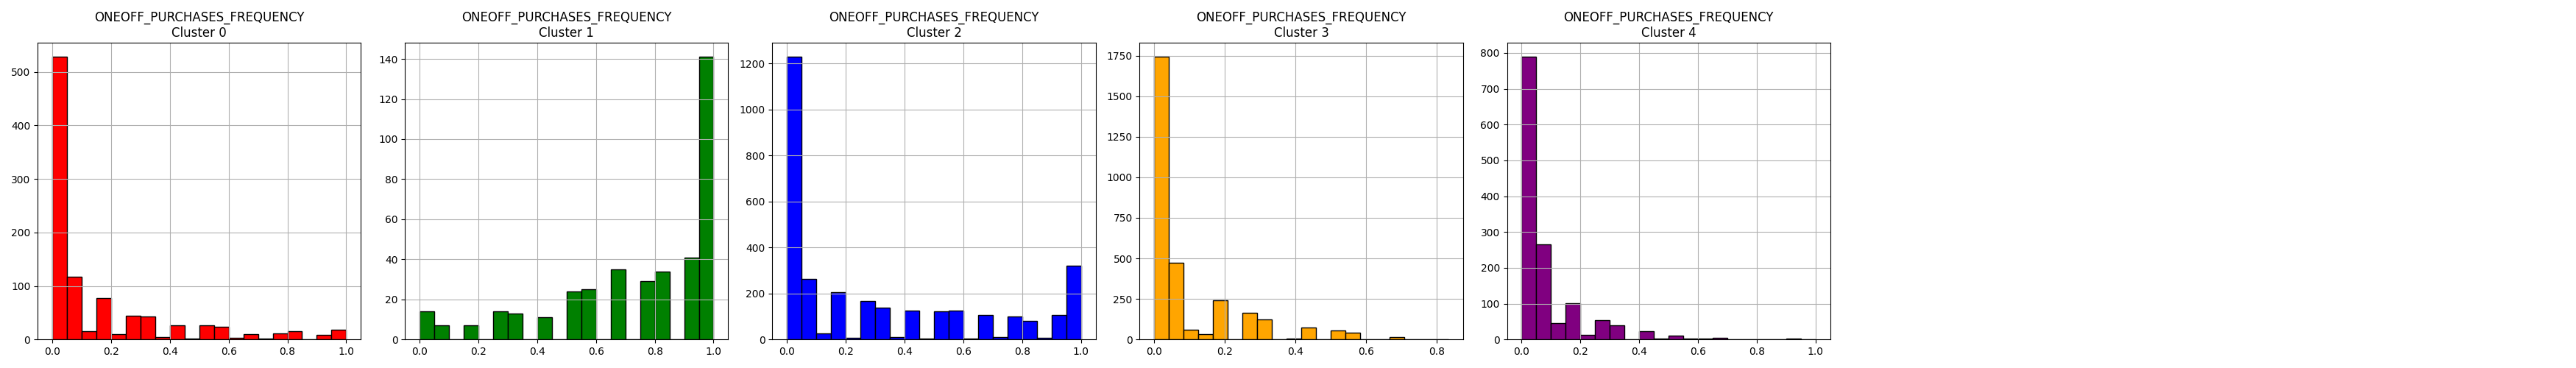 ONEOFF_PURCHASES_FREQUENCY
Cluster 0
500
400
300
200
100
0
0.0 0.2 0.4 0.6 0.8 1.0
ONEOFF_PURCHASES_FREQUENCY
Cluster 1
140
120
100
80
60
40
20
0
0.0 0.2 0.4 0.6 0.8 1.0
ONEOFF_PURCHASES_FREQUENCY
Cluster 2
1200
1000
800
600
400
200
0
0.0 0.2 0.4 0.6 0.8 1.0
ONEOFF_PURCHASES_FREQUENCY
Cluster 3
1750
1500
1250
1000
750
500
250
0
0.0 0.2 0.4 0.6 0.8
ONEOFF_PURCHASES_FREQUENCY
Cluster 4
800
700
600
500
400
300
200
100
0
0.0 0.2 0.4 0.6 0.8 1.0